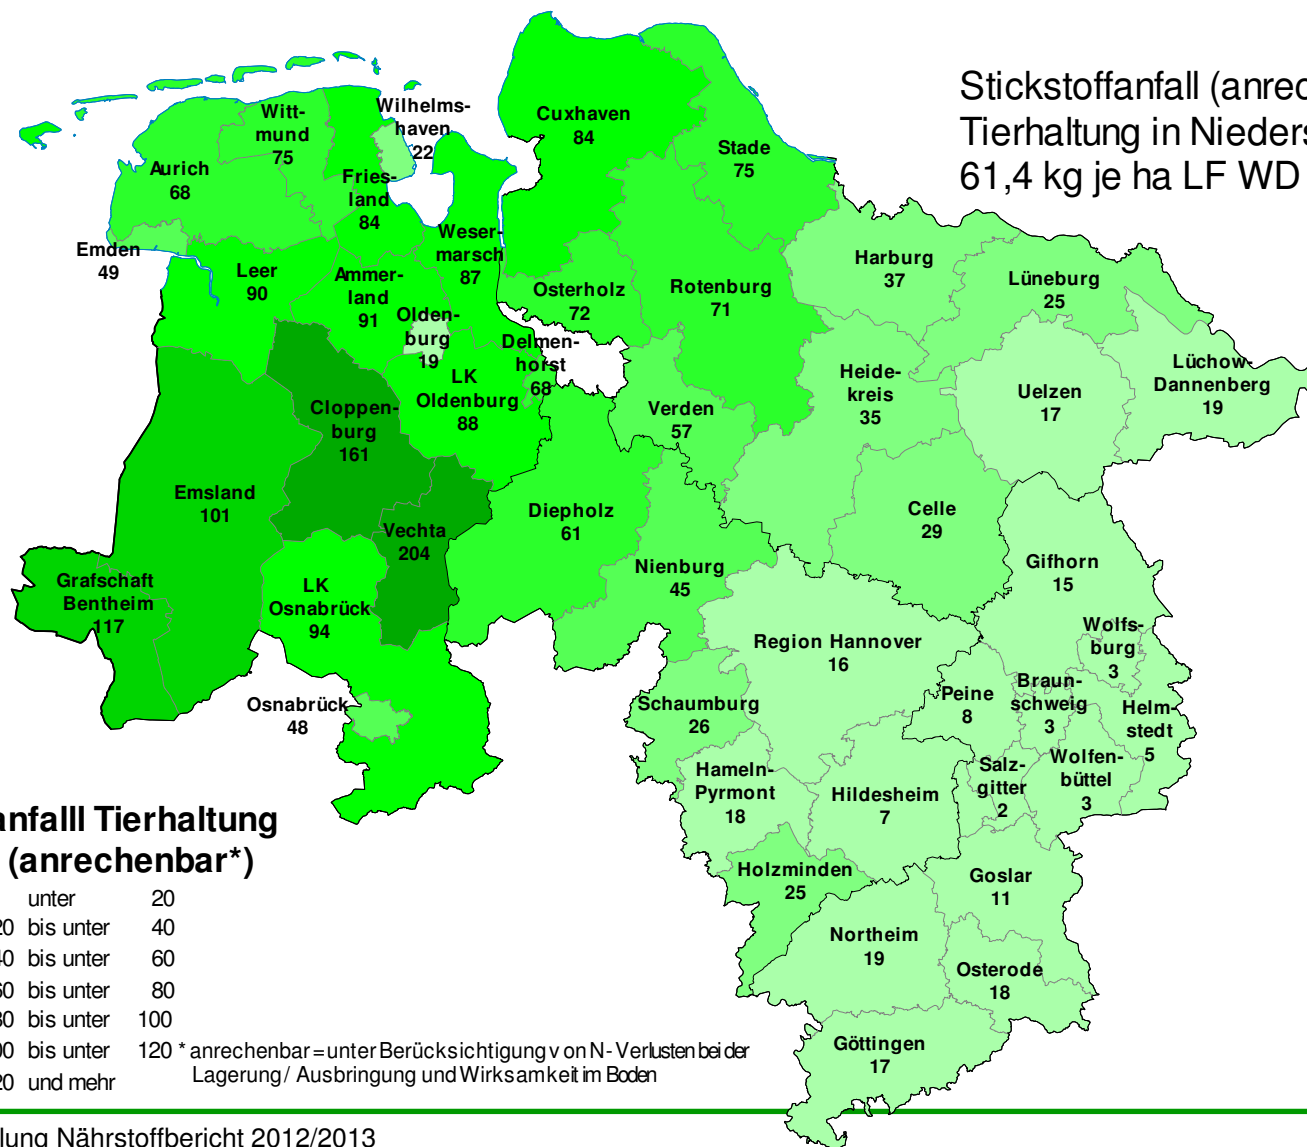 Stickstoffanfall (anrec
Tierhaltung in Nieders
61,4 kg je ha LF WD
Cuxhaven
84
Stade
75
Wilhelms-
haven
22
Witt-
mund
75
Aurich
68
Fries-
land
84
Emden
49
Weser-
marsch
87
Leer
90
Ammer-
land
91
Olden-
burg
19
Osterholz
72
Rotenburg
71
Harburg
37
Lüneburg
25
Delmen-
horst
68
LK
Oldenburg
88
Verden
57
Heide-
kreis
35
Uelzen
17
Lüchow-
Dannenberg
19
Cloppen-
burg
161
Emsland
101
Vechta
204
Diepholz
61
Celle
29
Nienburg
45
Gifhorn
15
Grafschaft
Bentheim
117
LK
Osnabrück
94
Osnabrück
48
Region Hannover
16
Wolfs-
burg
3
Peine
8
Braun-
schweig
3
Helm-
stedt
5
Schaumburg
26
Hameln-
Pyrmont
18
Hildesheim
7
Salz-
gitter
2
Wolfen-
büttel
3
Holzminden
25
Goslar
11
Northeim
19
Osterode
18
Göttingen
17
anfalll Tierhaltung
(anrechenbar*)
unter 20
20 bis unter 40
40 bis unter 60
60 bis unter 80
80 bis unter 100
00 bis unter 120
20 und mehr
* anrechenbar = unter Berücksichtigung von N- Verlusten bei der
Lagerung / Ausbringung und Wirksamkeit im Boden
lung Nährstoffbericht 2012/2013